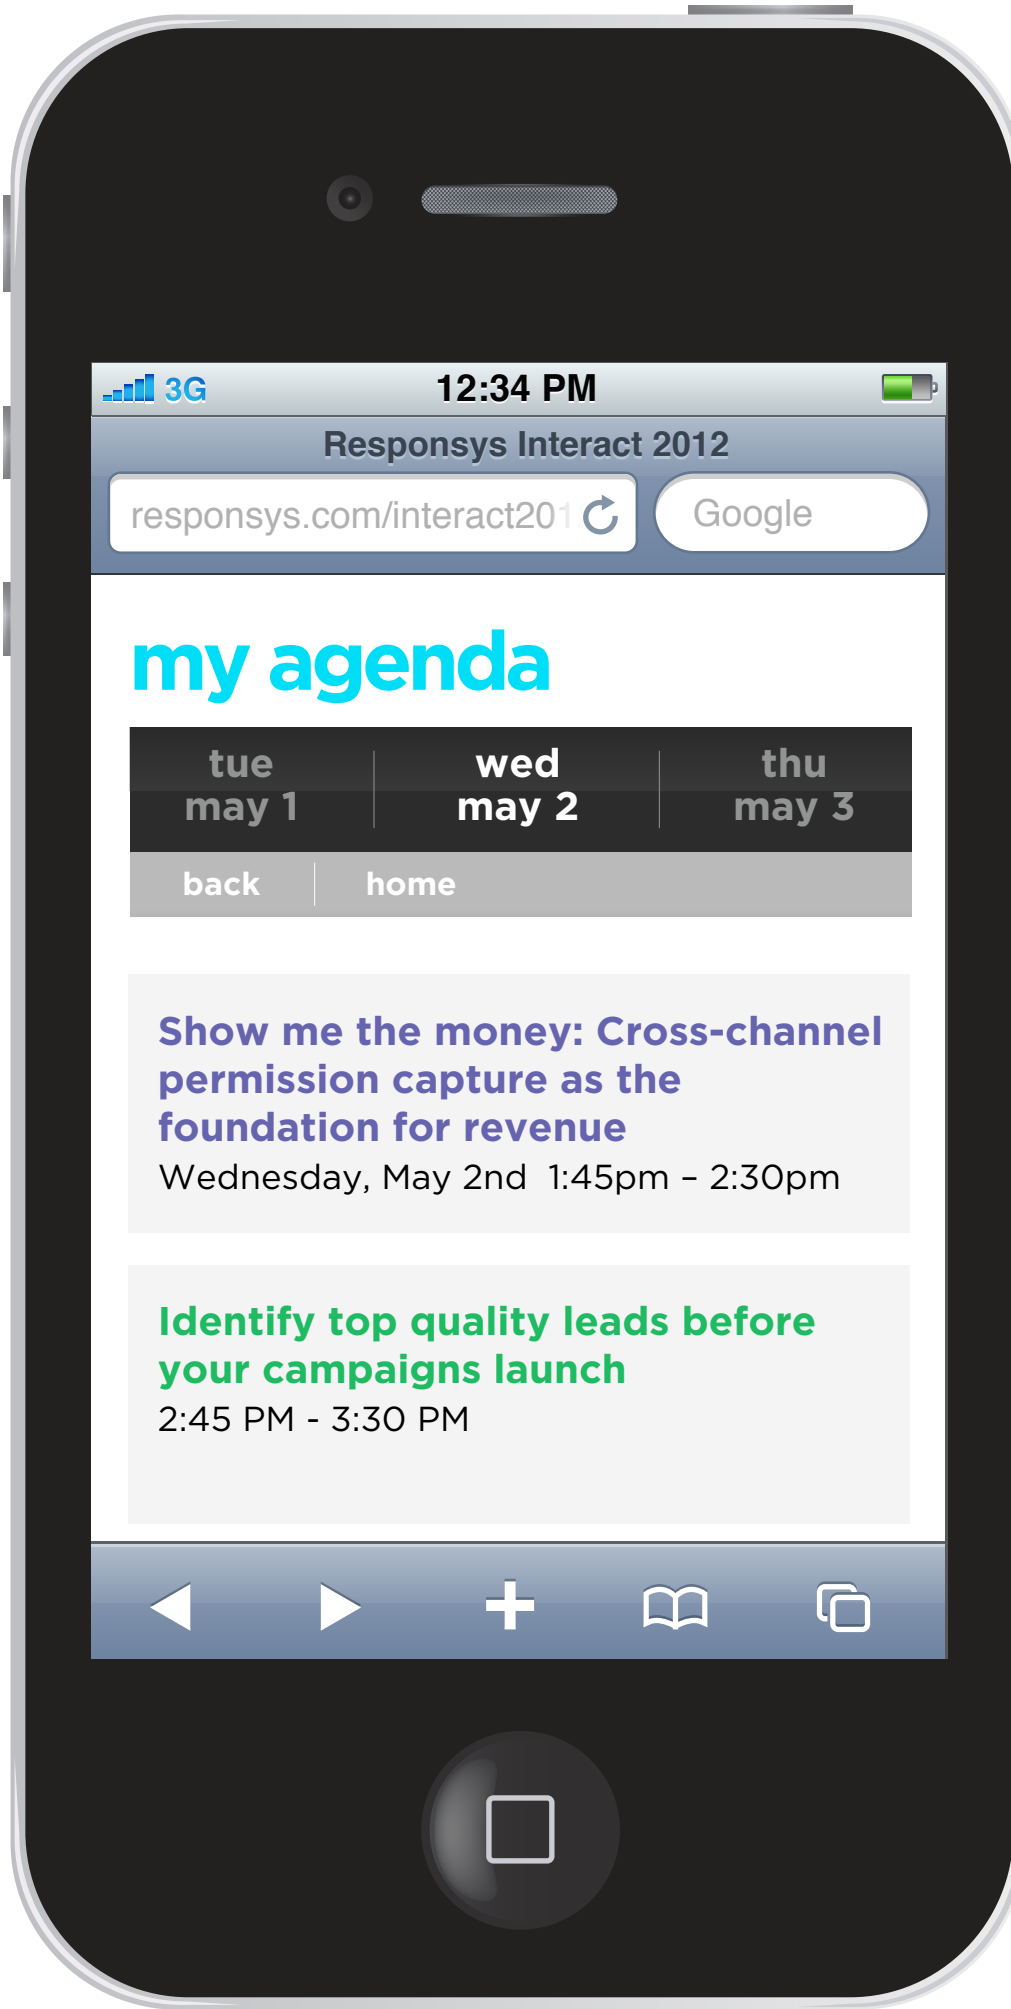 3G 12:34 PM
Responsys Interact 2012
responsys.com/interact201 Google
my agenda
tue wed thu
may 1 may 2 may 3
back home
Show me the money: Cross-channel
permission capture as the
foundation for revenue
Wednesday, May 2nd 1:45pm – 2:30pm
Identify top quality leads before
your campaigns launch
2:45 PM - 3:30 PM